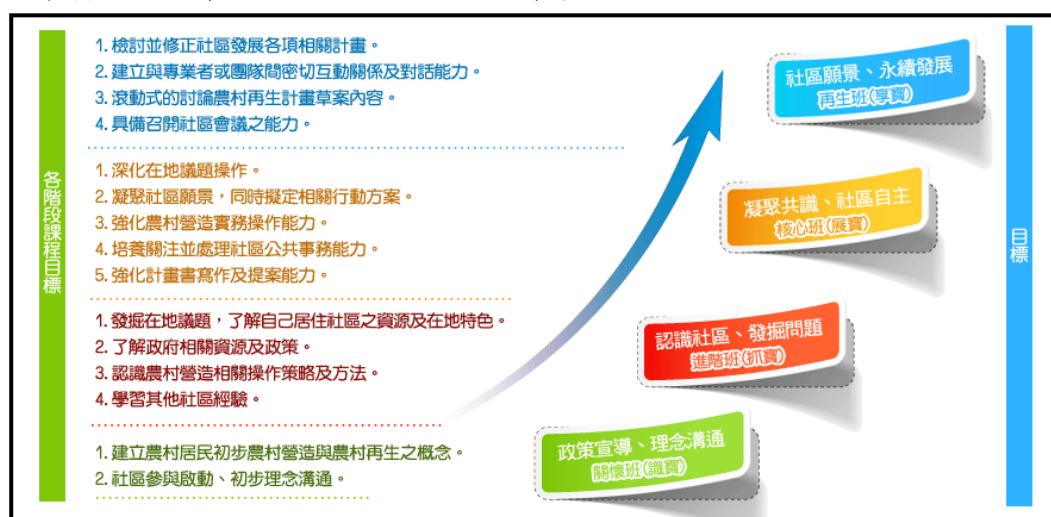 各階段課程目標
1. 檢討並修正社區發展各項相關計畫。
2. 建立與專業者或團隊間密切互動關係及對話能力。
3. 滾動式的討論農村再生計畫草案內容。
4. 具備召開社區會議之能力。
社區願景、永續發展
再生班(享寶)
1. 深化在地議題操作。
2. 凝聚社區願景，同時擬定相關行動方案。
3. 強化農村營造實務操作能力。
4. 培養關注並處理社區公共事務能力。
5. 強化計畫書寫作及提案能力。
凝聚共識、社區自主
核心班(展寶)
1. 發掘在地議題，了解自己居住社區之資源及在地特色。
2. 了解政府相關資源及政策。
3. 認識農村營造相關操作策略及方法。
4. 學習其他社區經驗。
認識社區、發掘問題
進階班(抓寶)
1. 建立農村居民初步農村營造與農村再生之概念。
2. 社區參與啟動、初步理念溝通。
政策宣導、理念溝通
關懷班(識寶)
目標